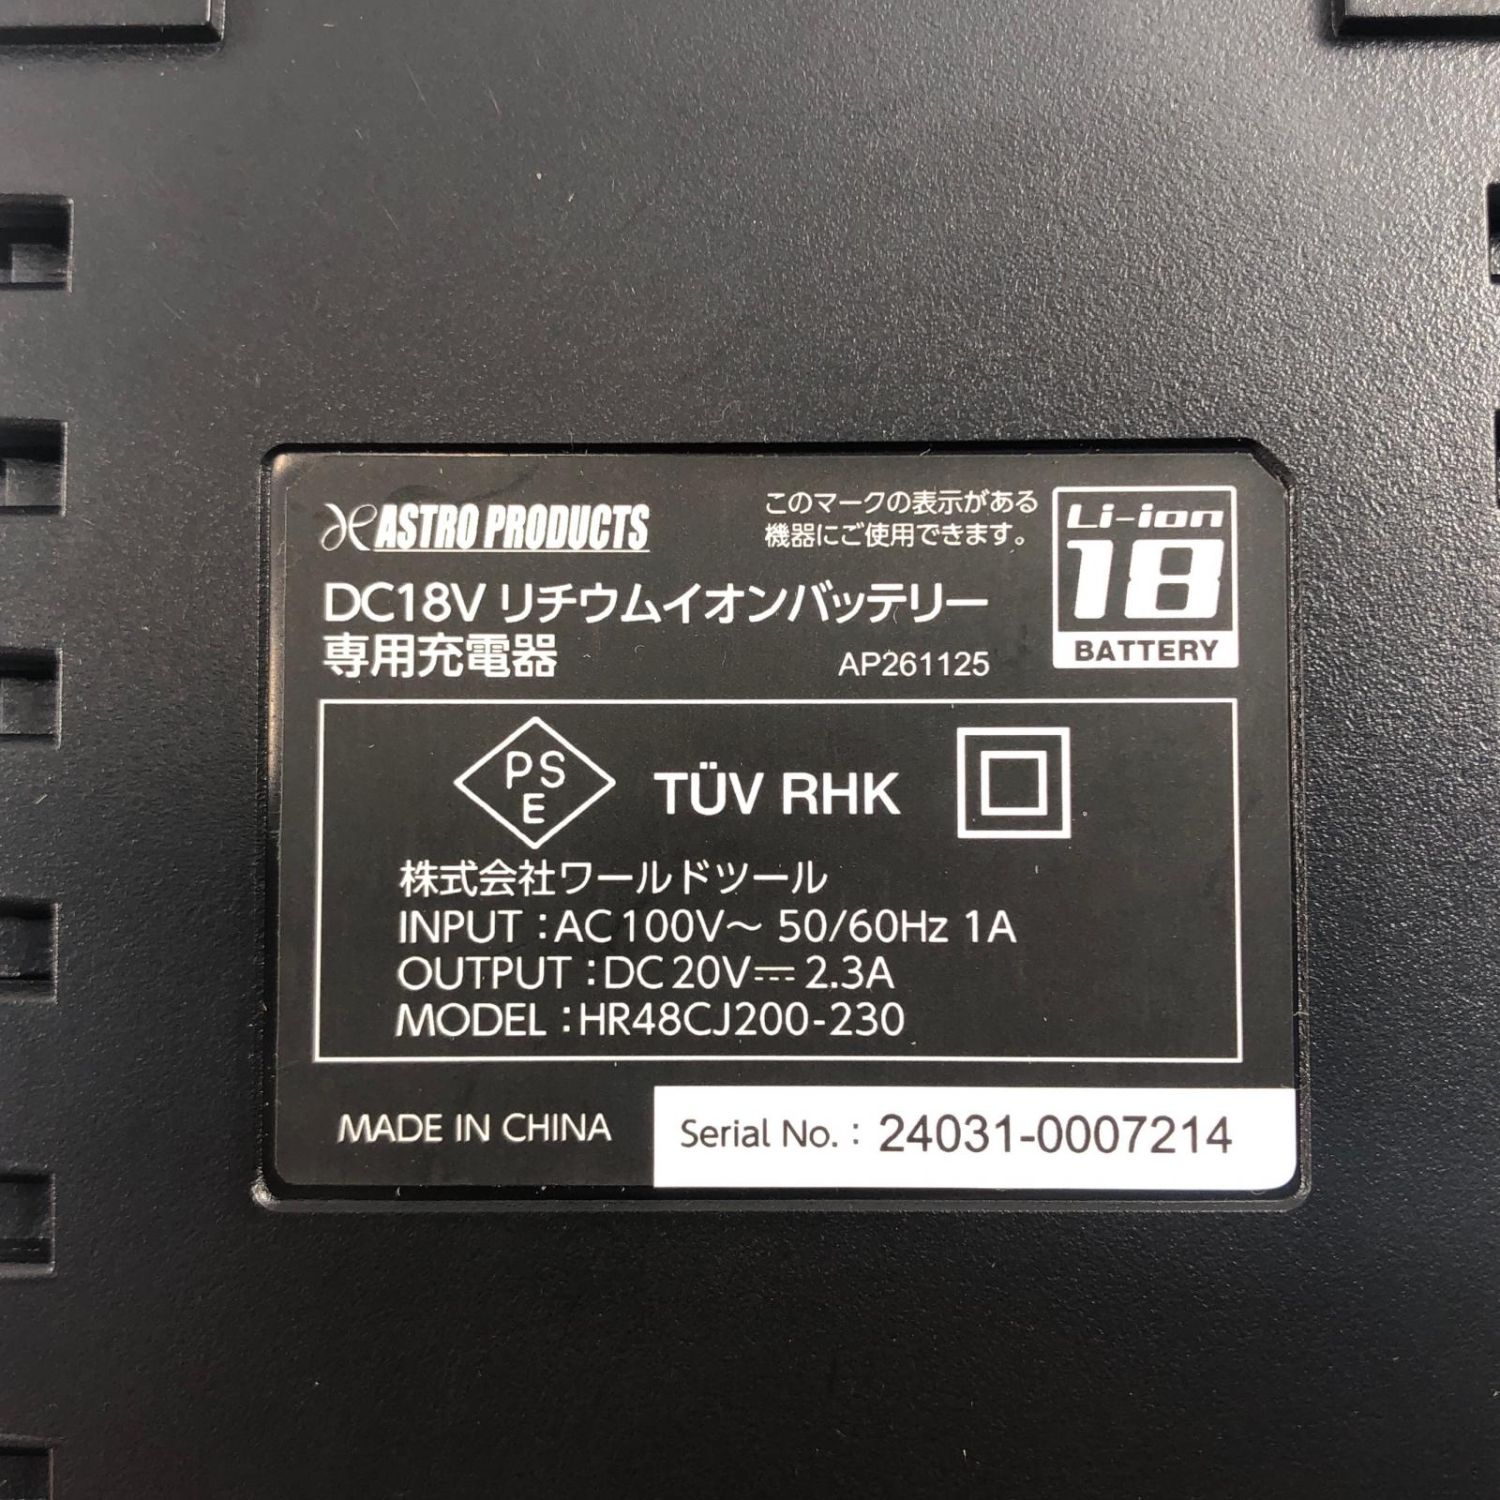 ASTRO PRODUCTS
このマークの表示がある
機器にご使用できます。
Li-ion
18
BATTERY
DC18V リチウムイオンバッテリー
専用充電器
AP261125
PS
E
TÜV RHK
株式会社ワールドツール
INPUT：AC100V～ 50/60Hz 1A
OUTPUT：DC20V⎓ 2.3A
MODEL：HR48CJ200-230
MADE IN CHINA
Serial No.：24031-0007214